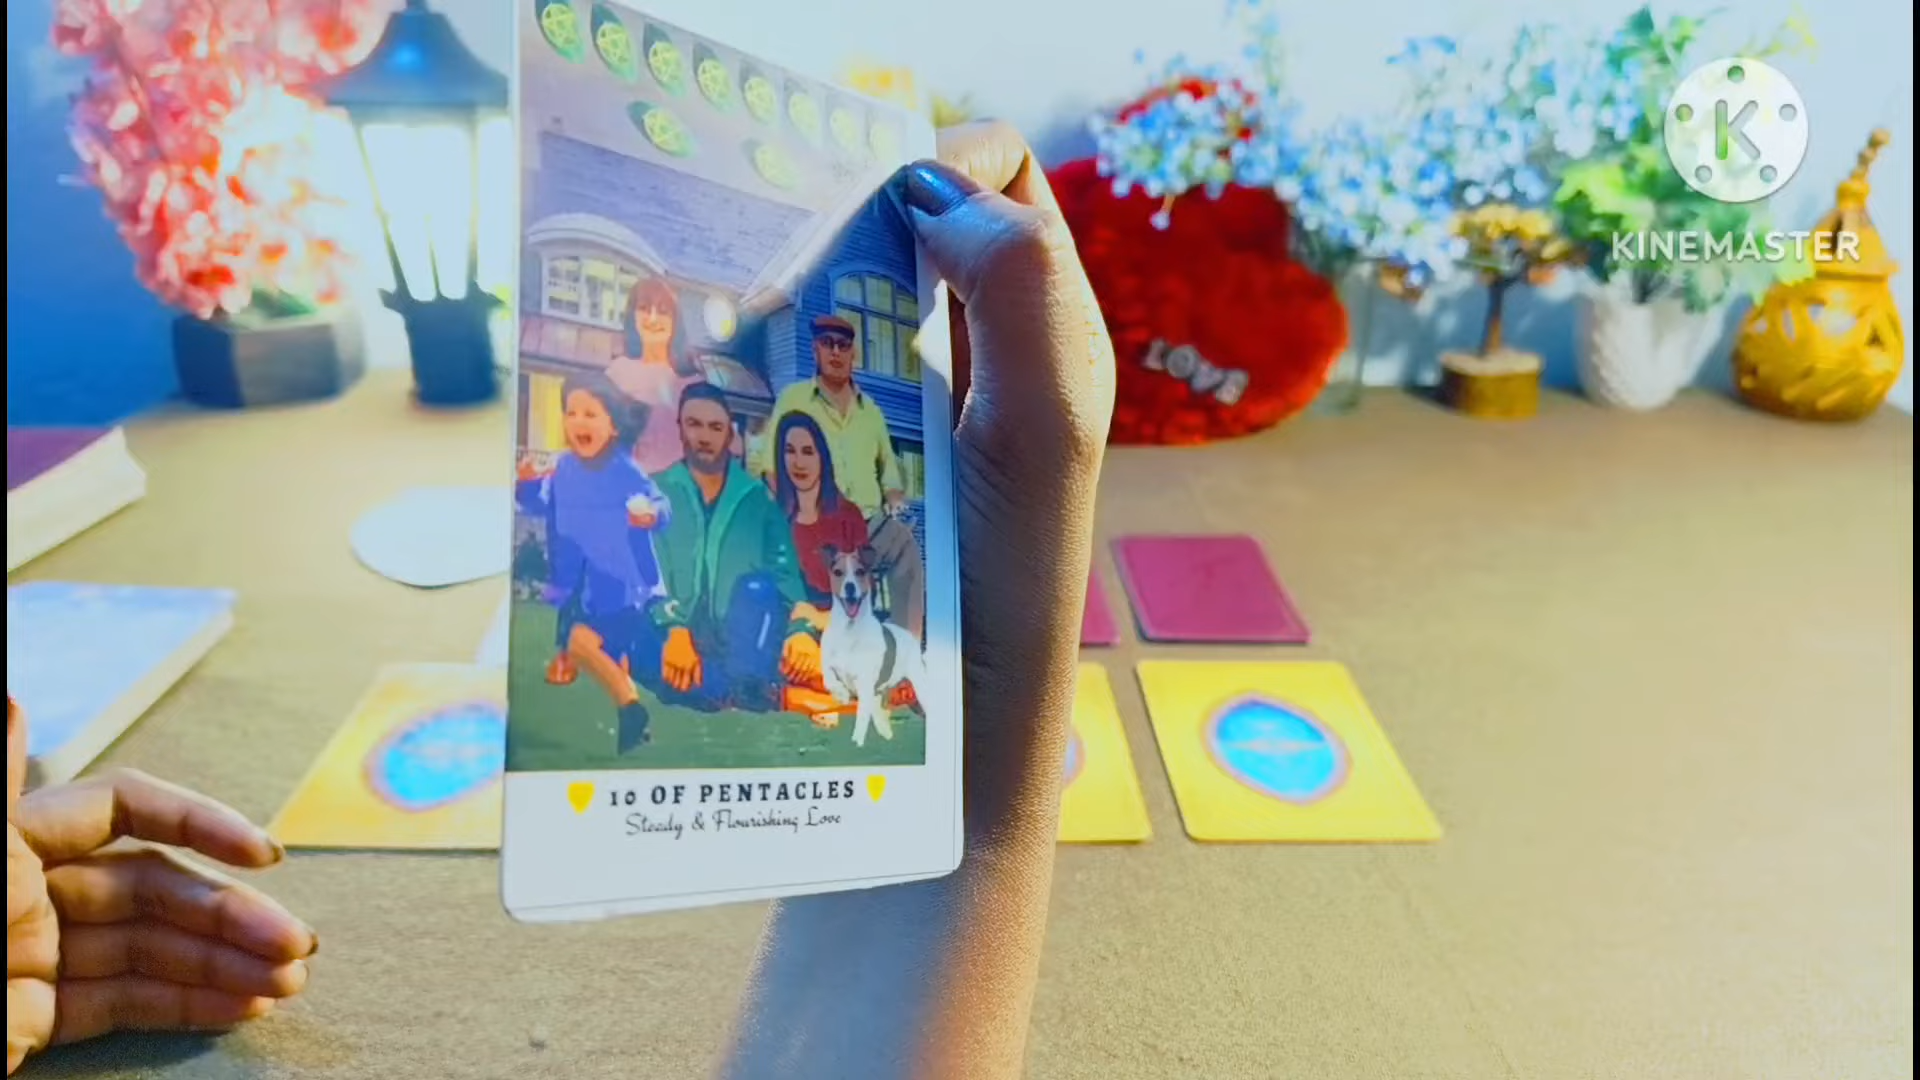 K
KINEMASTER
LOVE
10 OF PENTACLES
Steady & Flourishing Love